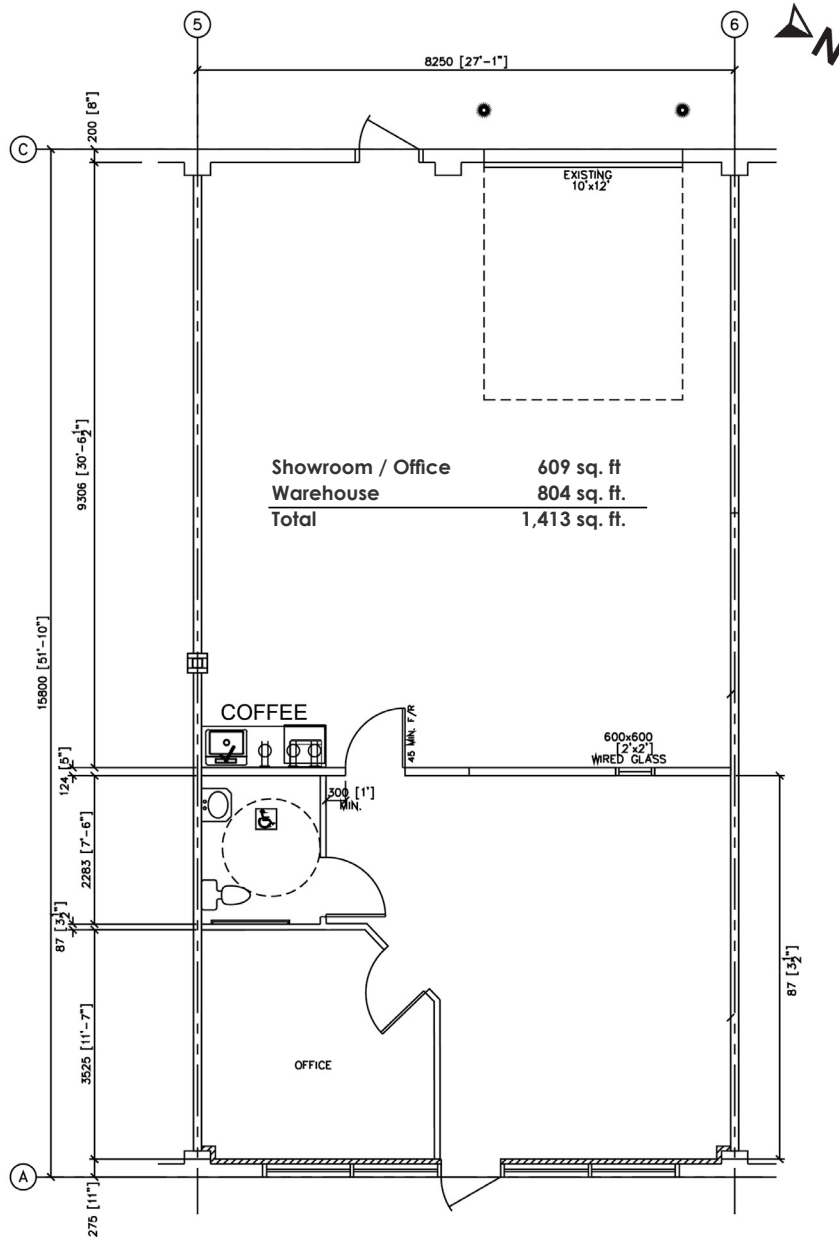 5
6
N
8250 [27'-1"]
200 [8"]
C
EXISTING
10'x12'
9306 [30'-6½"]
Showroom / Office 609 sq. ft
Warehouse 804 sq. ft.
Total 1,413 sq. ft.
15800 [51'-10"]
COFFEE
45 MIN. F/R
600x600
[2'x2']
WIRED GLASS
124 [5"]
300 [1']
MIN.
2283 [7'-6"]
87 [3½"]
87 [3½"]
3525 [11'-7"]
OFFICE
A
275 [11"]